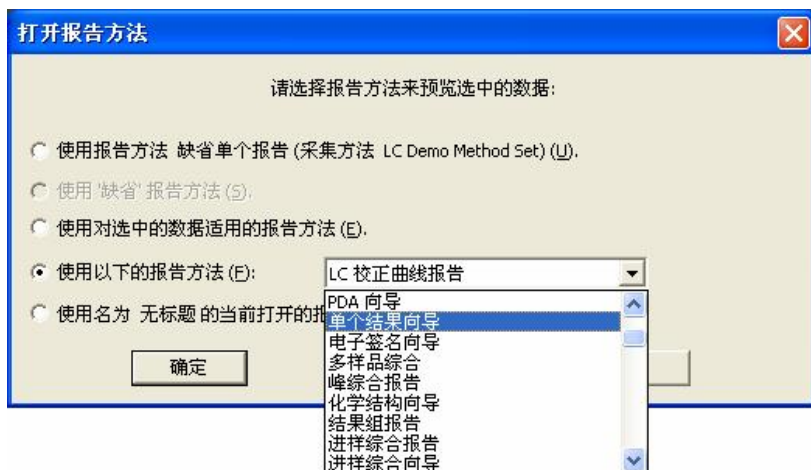 打开报告方法
请选择报告方法来预览选中的数据:
使用报告方法 缺省单个报告 (采集方法 LC Demo Method Set) (U).
使用 '缺省' 报告方法 (S).
使用对选中的数据适用的报告方法 (E).
使用以下的报告方法 (F):
LC 校正曲线报告
PDA 向导
使用名为 无标题 的当前打开的
单个结果向导
电子签名向导
确定
多样品综合
峰综合报告
化学结构向导
结果组报告
进样综合报告
进样综合向导